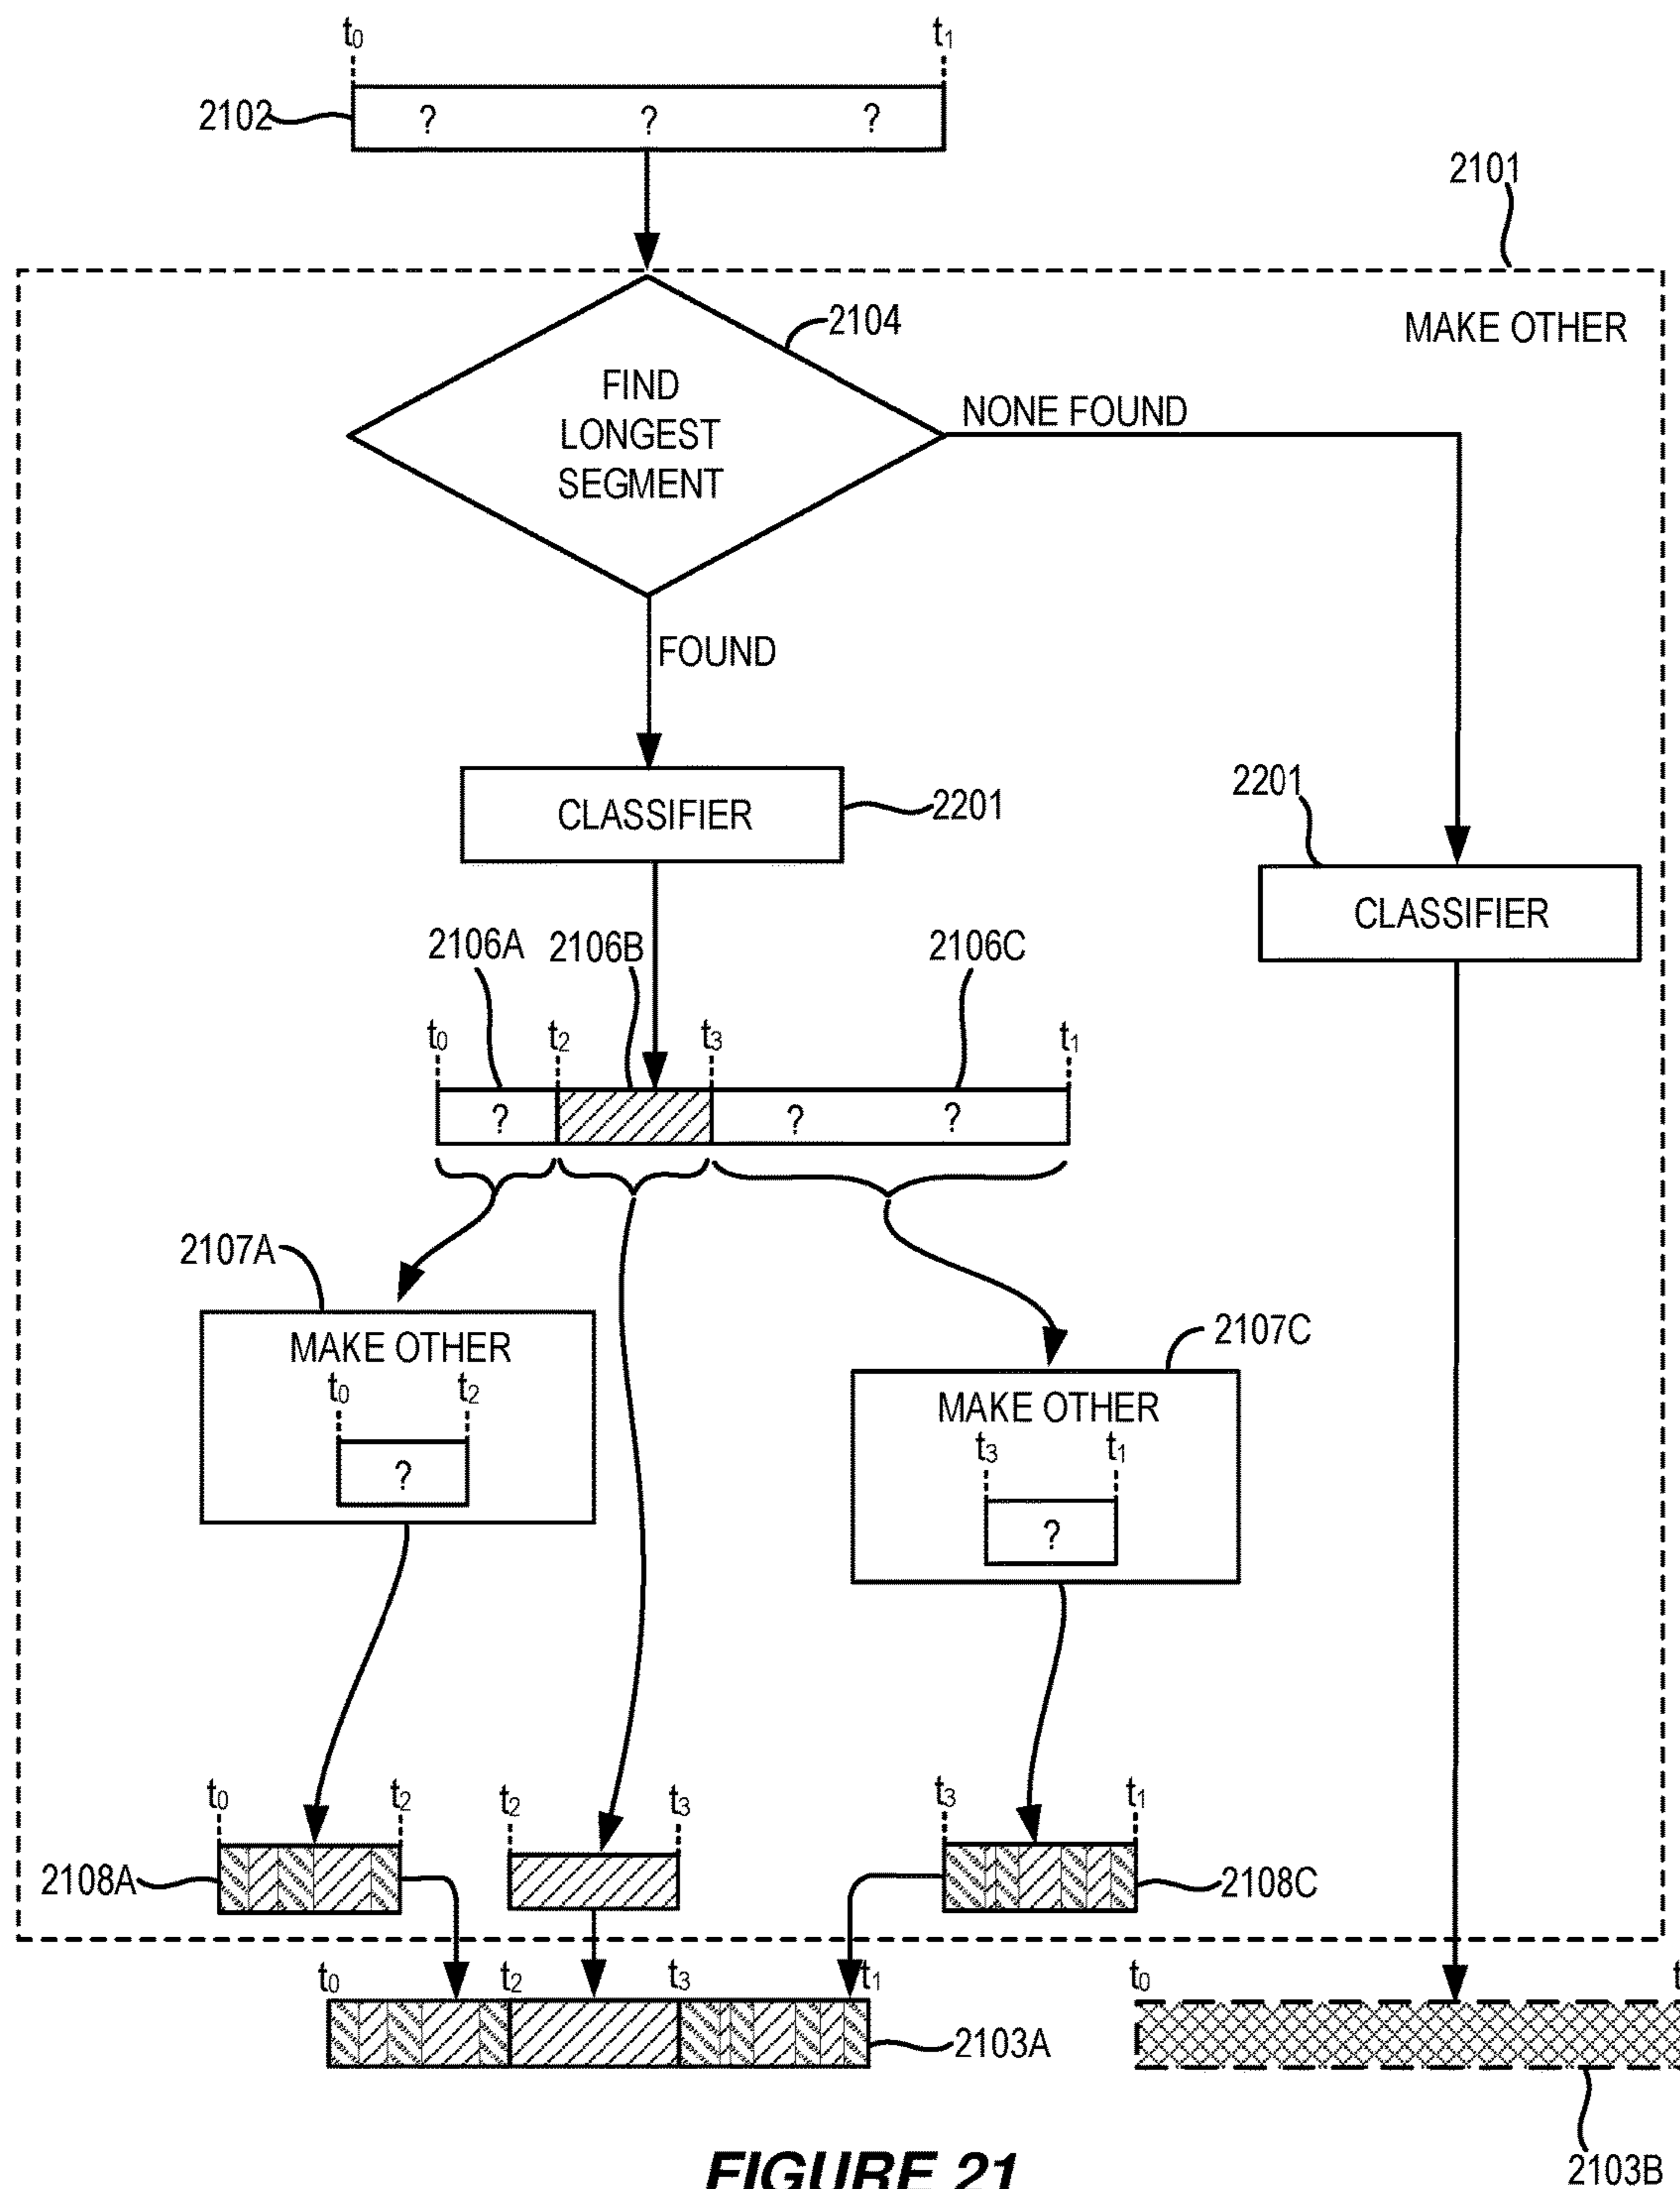 t0 t1
2102 ? ? ?
2101
MAKE OTHER
2104
FIND
LONGEST
SEGMENT
NONE FOUND
FOUND
CLASSIFIER
2201
2201
CLASSIFIER
2106A 2106B 2106C
t0 t2 t3 t1
? ? ?
2107A
MAKE OTHER
t0 t2
?
2107C
MAKE OTHER
t3 t1
?
t0 t2 t2 t3 t3 t1
2108A 2108C
t0 t2 t3 t1 t0
2103A
2103B
FIGURE 21